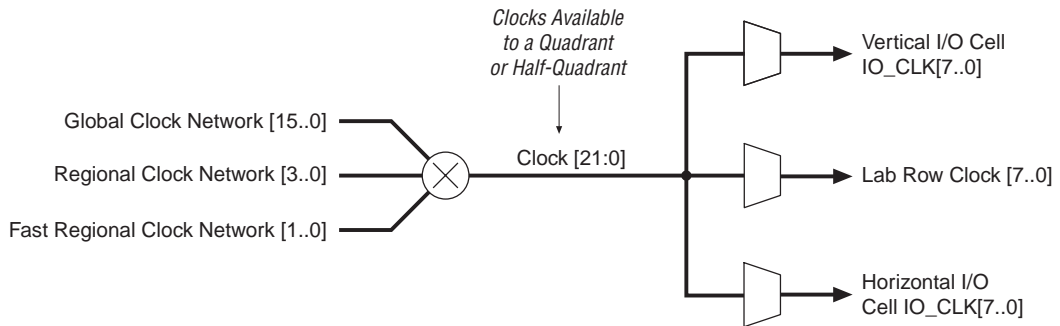 Clocks Available
to a Quadrant
or Half-Quadrant
Global Clock Network [15..0]
Regional Clock Network [3..0]
Fast Regional Clock Network [1..0]
Clock [21:0]
Vertical I/O Cell
IO_CLK[7..0]
Lab Row Clock [7..0]
Horizontal I/O
Cell IO_CLK[7..0]